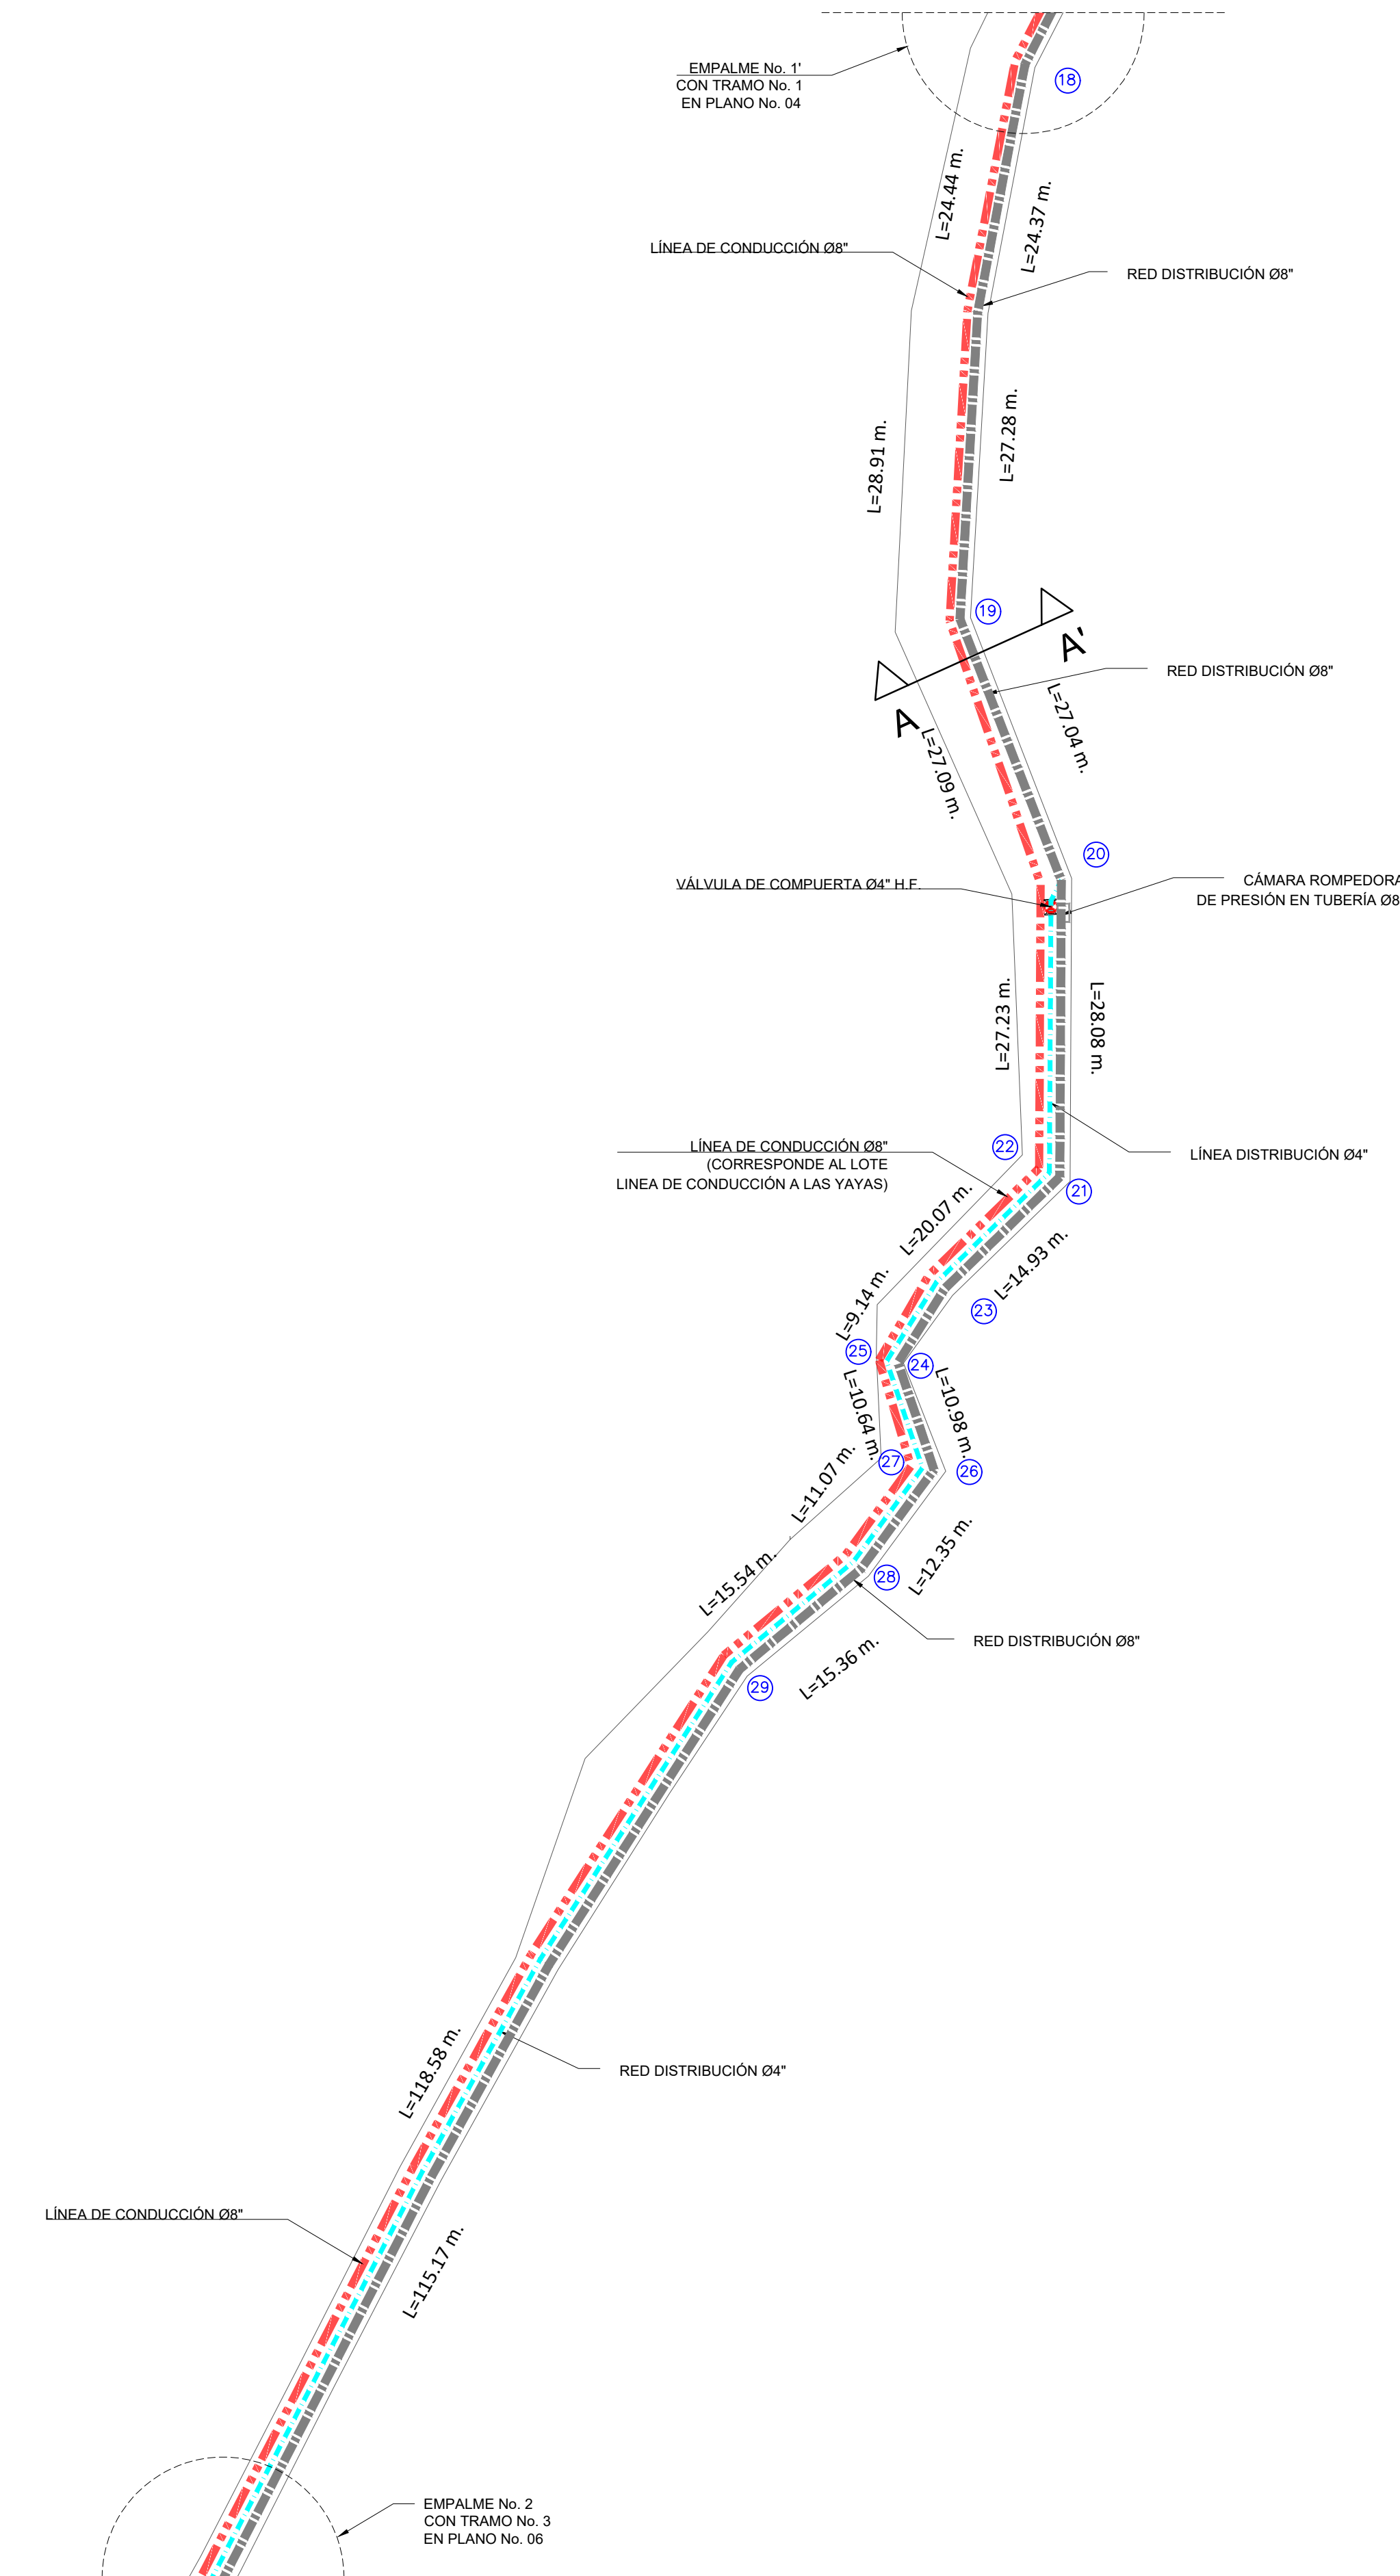 EMPALME No. 1'
CON TRAMO No. 1
EN PLANO No. 04
18
L=24.44 m.
L=24.37 m.
LÍNEA DE CONDUCCIÓN Ø8"
RED DISTRIBUCIÓN Ø8"
L=28.91 m.
L=27.28 m.
19
A'
A
RED DISTRIBUCIÓN Ø8"
L=27.04 m.
L=27.09 m.
20
VÁLVULA DE COMPUERTA Ø4" H.F.
CÁMARA ROMPEDORA
DE PRESIÓN EN TUBERÍA Ø8
L=27.23 m.
L=28.08 m.
22
LÍNEA DE CONDUCCIÓN Ø8"
(CORRESPONDE AL LOTE
LINEA DE CONDUCCIÓN A LAS YAYAS)
LÍNEA DISTRIBUCIÓN Ø4"
21
L=20.07 m.
L=14.93 m.
L=9.14 m.
23
25
24
L=10.64 m.
L=10.98 m.
27
26
L=11.07 m.
L=12.35 m.
28
L=15.54 m.
RED DISTRIBUCIÓN Ø8"
L=15.36 m.
29
L=118.58 m.
RED DISTRIBUCIÓN Ø4"
LÍNEA DE CONDUCCIÓN Ø8"
L=115.17 m.
EMPALME No. 2
CON TRAMO No. 3
EN PLANO No. 06